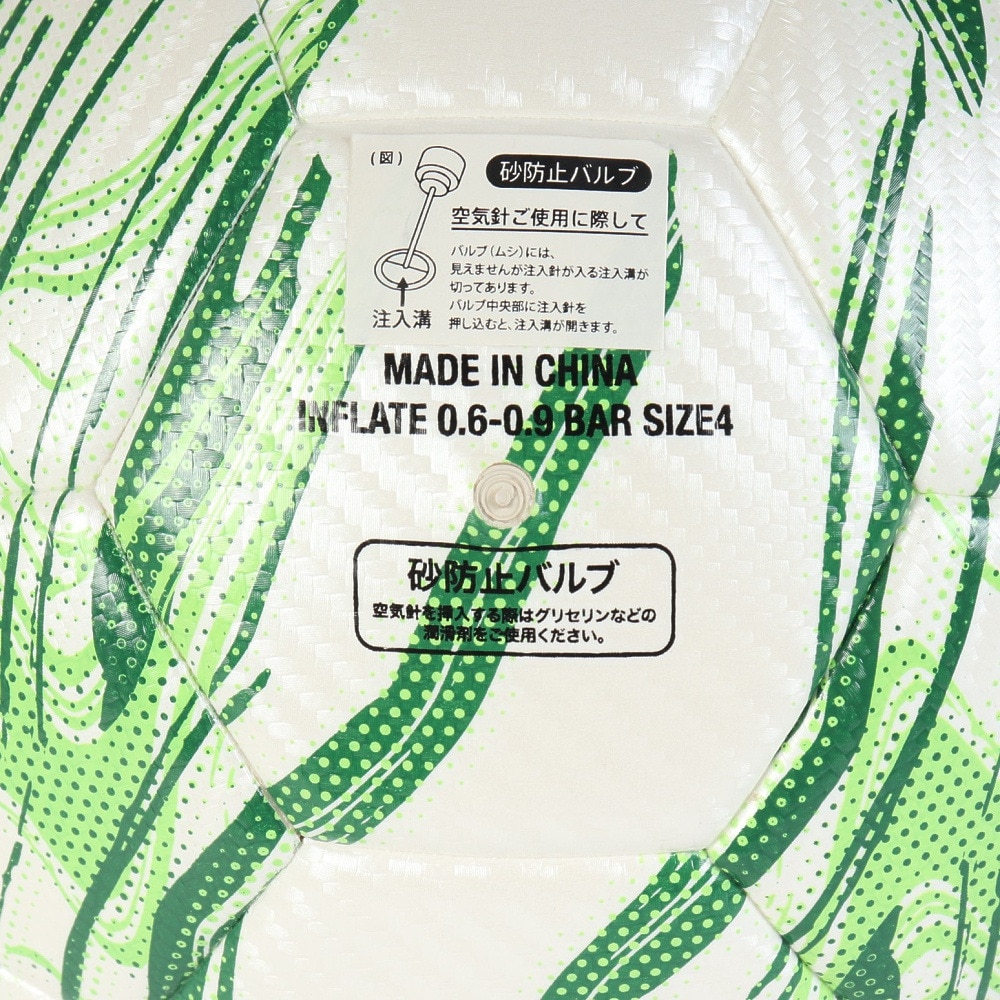 (図)
砂防止バルブ
空気針ご使用に際して
バルブ(ムシ)には、
見えませんが注入針が入る注入溝が
切ってあります。
バルブ中央部に注入針を
押し込むと、注入溝が開きます。
注入溝
MADE IN CHINA
INFLATE 0.6-0.9 BAR SIZE4
砂防止バルブ
空気針を挿入する際はグリセリンなどの
潤滑剤をご使用ください。